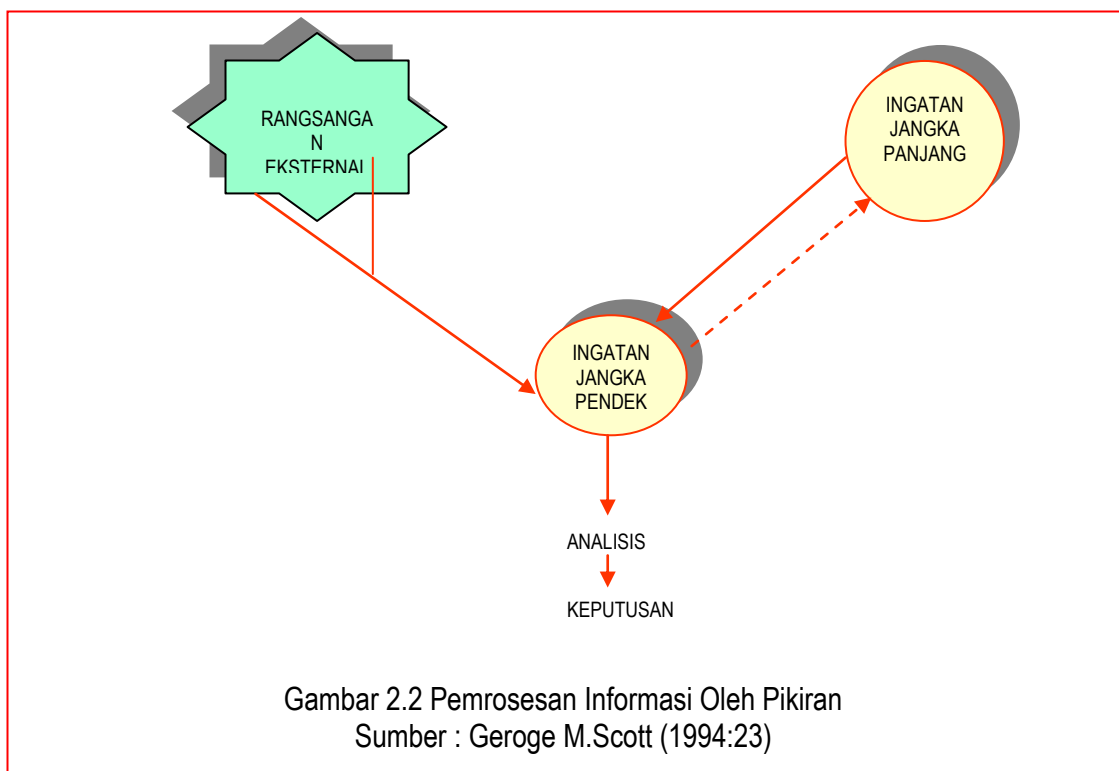 RANGSANGA
N
EKSTERNAL
INGATAN
JANGKA
PANJANG
INGATAN
JANGKA
PENDEK
ANALISIS
KEPUTUSAN
Gambar 2.2 Pemrosesan Informasi Oleh Pikiran
Sumber : Geroge M.Scott (1994:23)